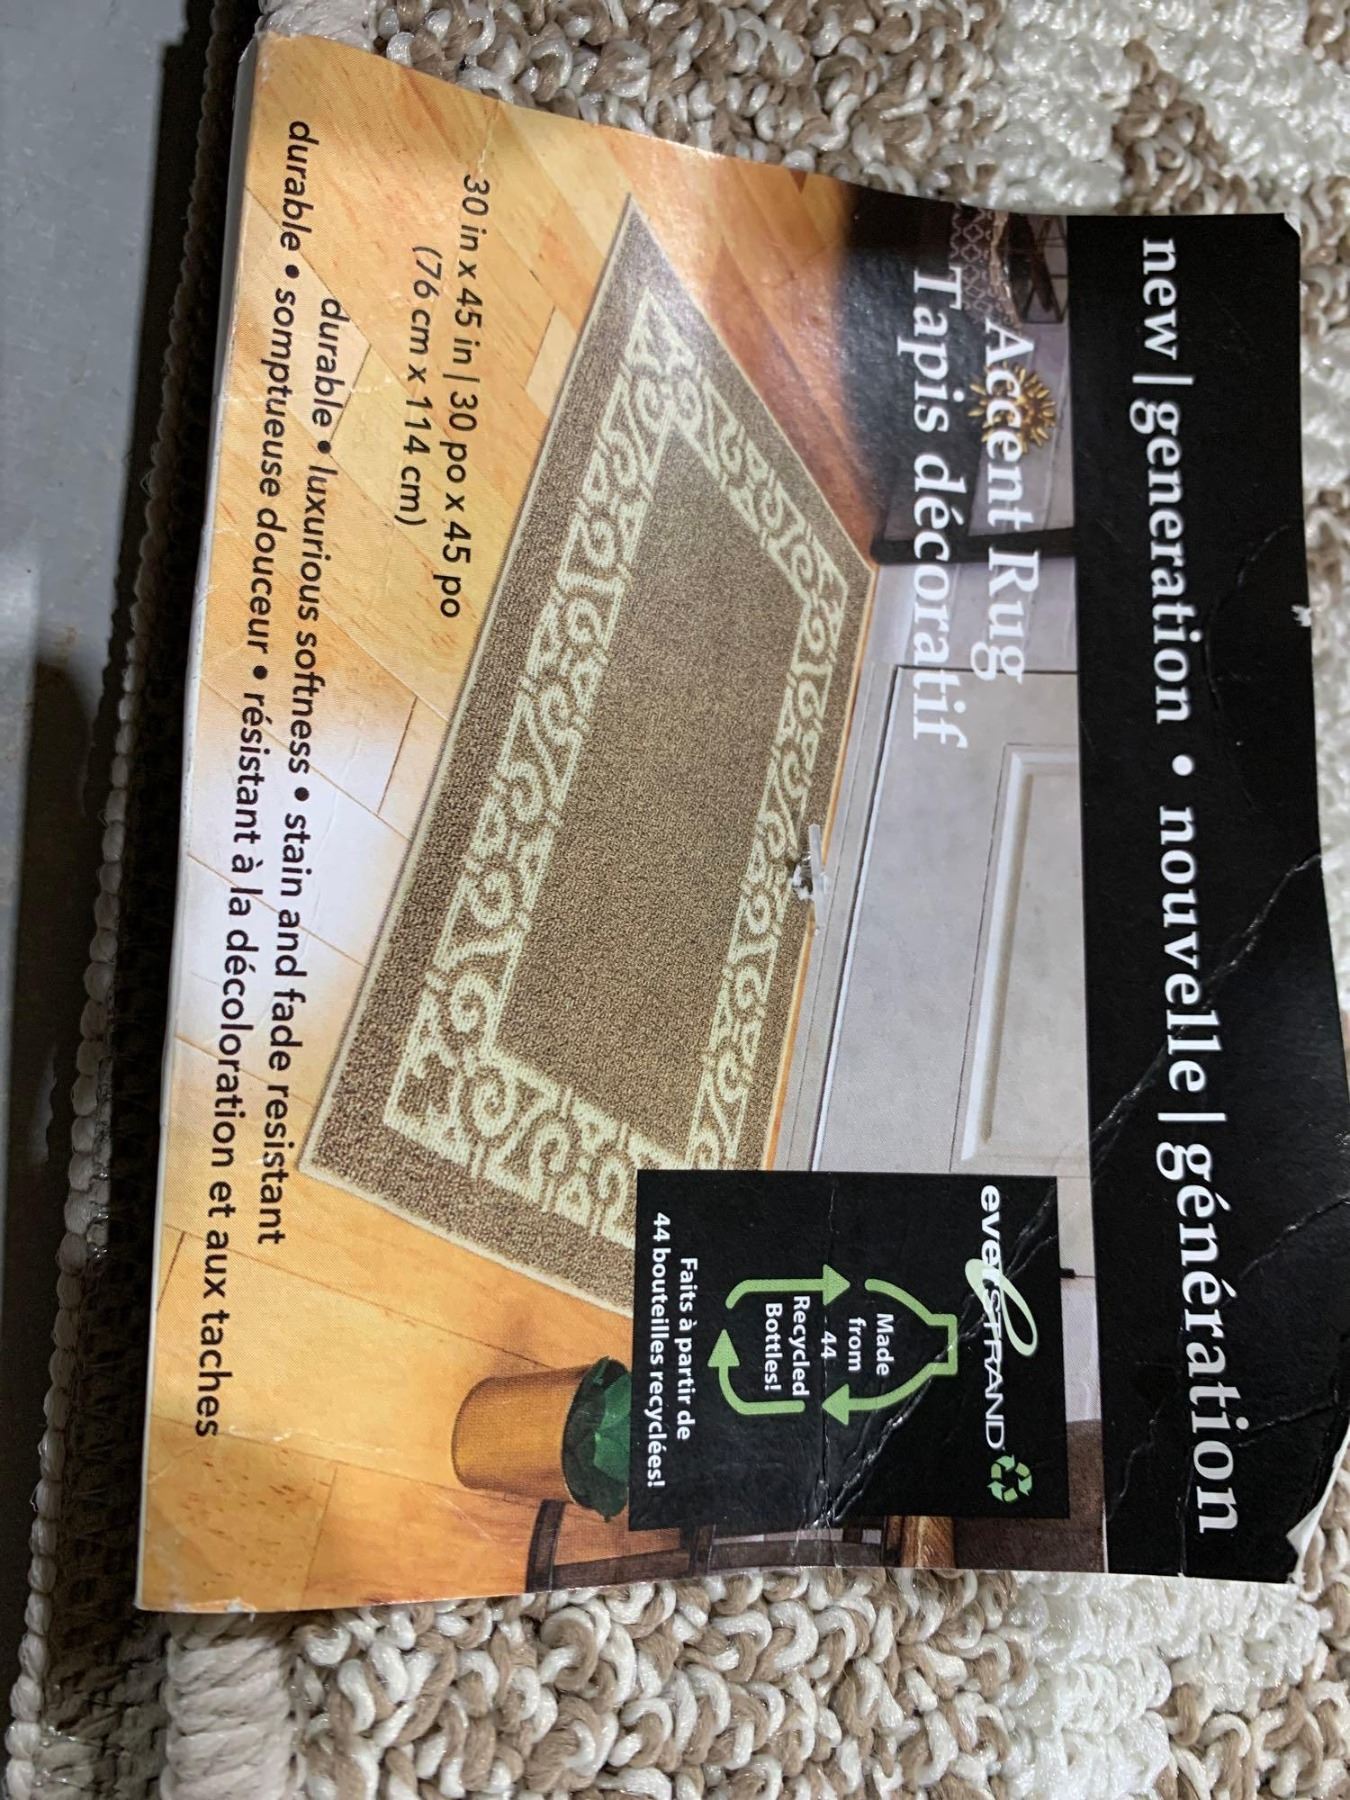 new | generation • nouvelle | génération
Accent Rug
Tapis décoratif
everSTRAND
Made
from
44
Recycled
Bottles!
Faits à partir de
44 bouteilles recyclées!
30 in x 45 in | 30 po x 45 po
(76 cm x 114 cm)
durable • luxurious softness • stain and fade resistant
durable • somptueuse douceur • résistant à la décoloration et aux taches